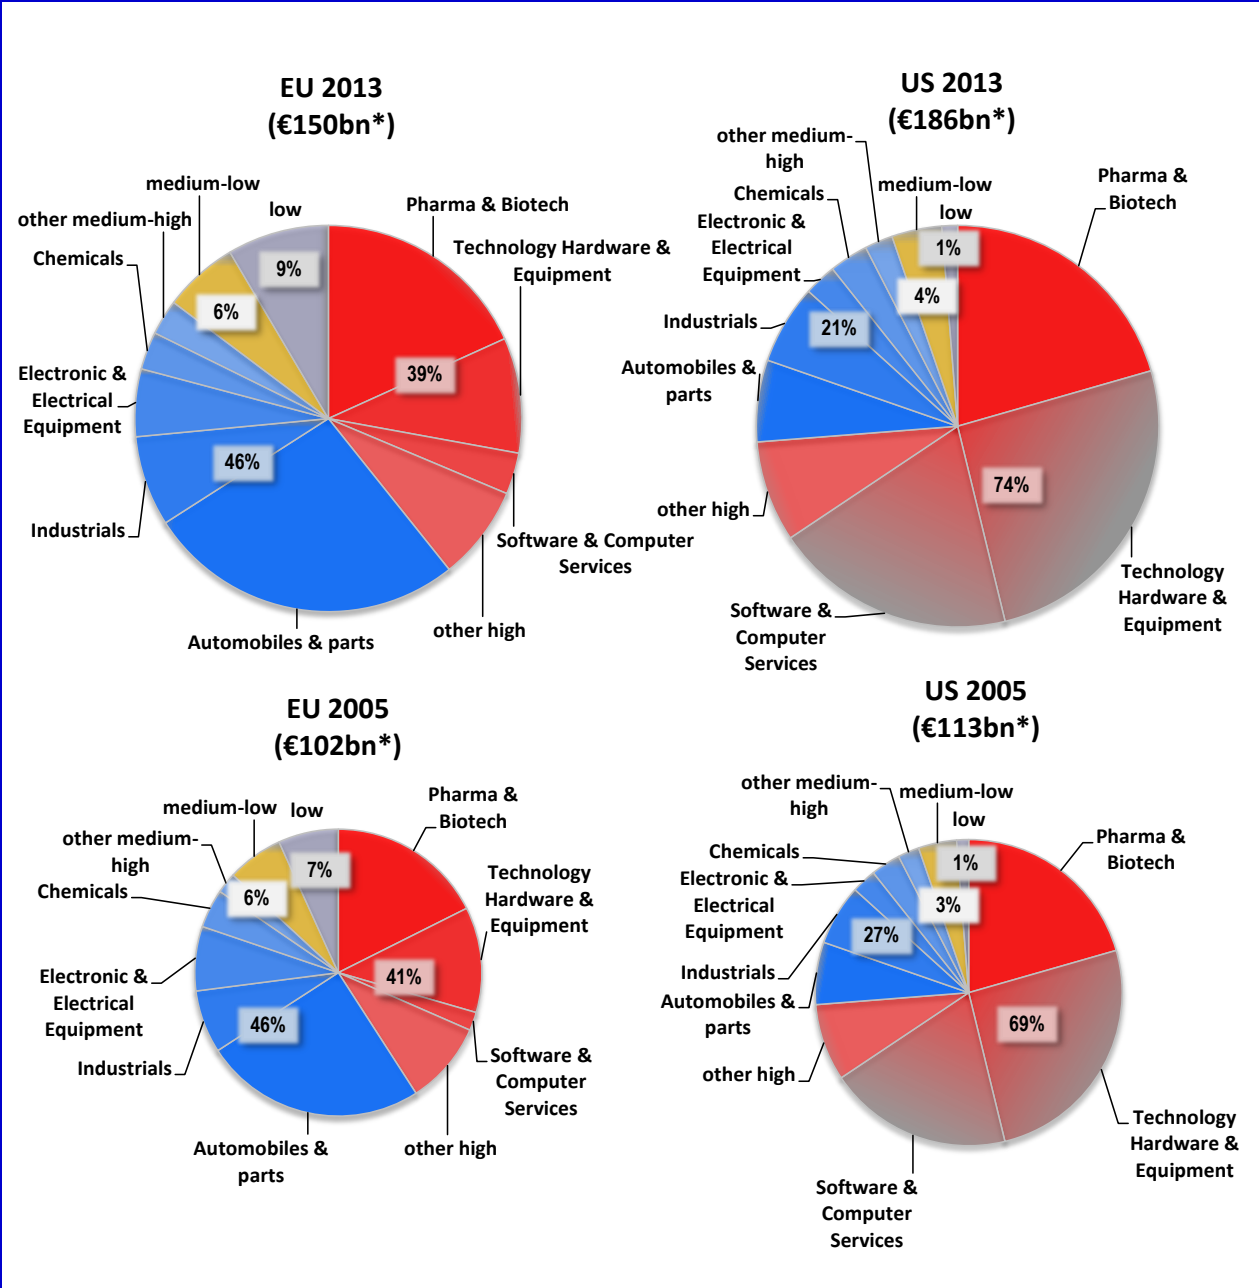 EU 2013
(€150bn*)
medium-low
low
other medium-high
Chemicals
Pharma & Biotech
Technology Hardware &
Equipment
9%
6%
39%
Electronic &
Electrical
Equipment
46%
Industrials
Software & Computer
Services
other high
Automobiles & parts
US 2013
(€186bn*)
other medium-
high
Chemicals
medium-low
low
Pharma &
Biotech
Electronic &
Electrical
Equipment
1%
4%
Industrials
21%
Automobiles &
parts
74%
other high
Technology
Hardware &
Equipment
Software &
Computer
Services
EU 2005
(€102bn*)
medium-low
low
Pharma &
Biotech
other medium-
high
Chemicals
7%
6%
Technology
Hardware &
Equipment
41%
Electronic &
Electrical
Equipment
46%
Industrials
Software &
Computer
Services
Automobiles &
parts
other high
US 2005
(€113bn*)
other medium-
high
medium-low
low
Pharma &
Biotech
Chemicals
Electronic &
Electrical
Equipment
1%
3%
27%
Industrials
Automobiles &
parts
69%
other high
Technology
Hardware &
Equipment
Software &
Computer
Services